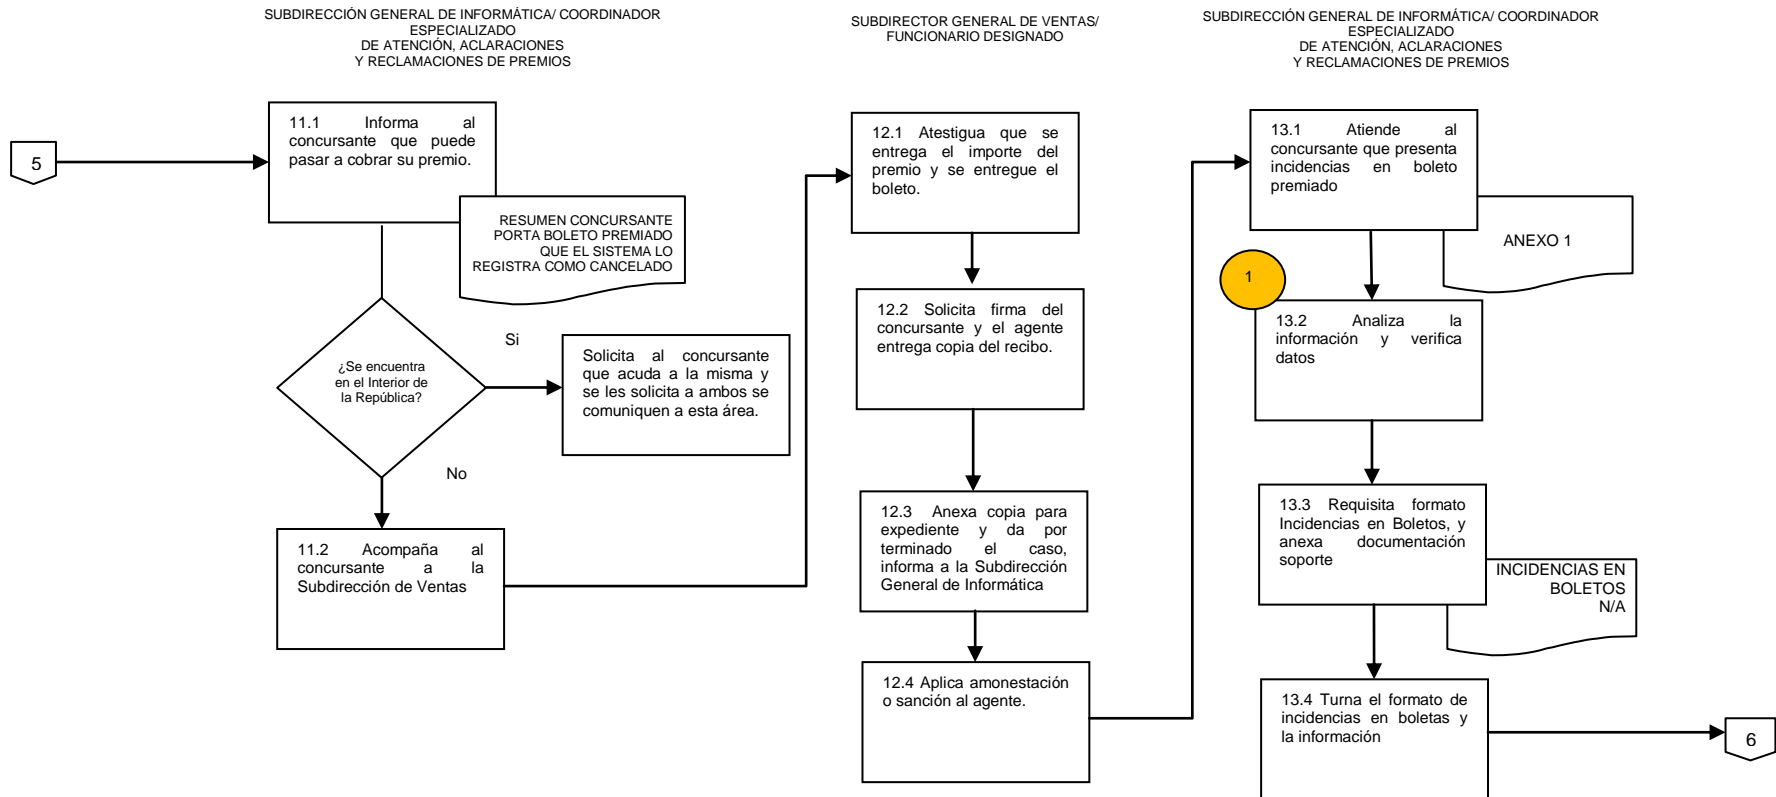 SUBDIRECCIÓN GENERAL DE INFORMÁTICA/ COORDINADOR
ESPECIALIZADO
DE ATENCIÓN, ACLARACIONES
Y RECLAMACIONES DE PREMIOS
5
11.1 Informa al
concursante que puede
pasar a cobrar su premio.
RESUMEN CONCURSANTE
PORTA BOLETO PREMIADO
QUE EL SISTEMA LO
REGISTRA COMO CANCELADO
¿Se encuentra
en el Interior de
la República?
Si
Solicita al concursante
que acuda a la misma y
se les solicita a ambos se
comuniquen a esta área.
No
11.2 Acompaña al
concursante a la
Subdirección de Ventas
SUBDIRECTOR GENERAL DE VENTAS/
FUNCIONARIO DESIGNADO
12.1 Atestigua que se
entrega el importe del
premio y se entregue el
boleto.
12.2 Solicita firma del
concursante y el agente
entrega copia del recibo.
12.3 Anexa copia para
expediente y da por
terminado el caso,
informa a la Subdirección
General de Informática
12.4 Aplica amonestación
o sanción al agente.
SUBDIRECCIÓN GENERAL DE INFORMÁTICA/ COORDINADOR
ESPECIALIZADO
DE ATENCIÓN, ACLARACIONES
Y RECLAMACIONES DE PREMIOS
13.1 Atiende al
concursante que presenta
incidencias en boleto
premiado
ANEXO 1
1
13.2 Analiza la
información y verifica
datos
13.3 Requisita formato
Incidencias en Boletos, y
anexa documentación
soporte
INCIDENCIAS EN
BOLETOS
N/A
13.4 Turna el formato de
incidencias en boletas y
la información
6